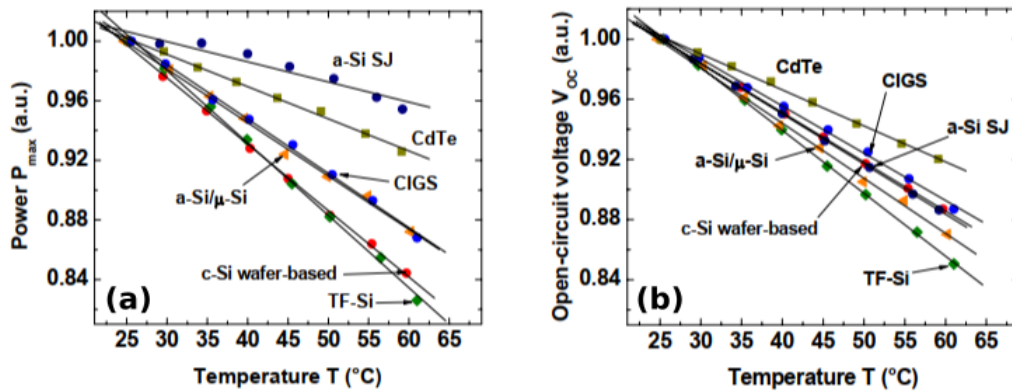 Power P_max (a.u.)
1.00
0.96
0.92
0.88
0.84
a-Si SJ
CdTe
a-Si/μ-Si
CIGS
c-Si wafer-based
TF-Si
(a)
25 30 35 40 45 50 55 60 65
Temperature T (°C)
Open-circuit voltage V_OC (a.u.)
1.00
0.96
0.92
0.88
0.84
CdTe
CIGS
a-Si SJ
a-Si/μ-Si
c-Si wafer-based
TF-Si
(b)
25 30 35 40 45 50 55 60 65
Temperature T (°C)